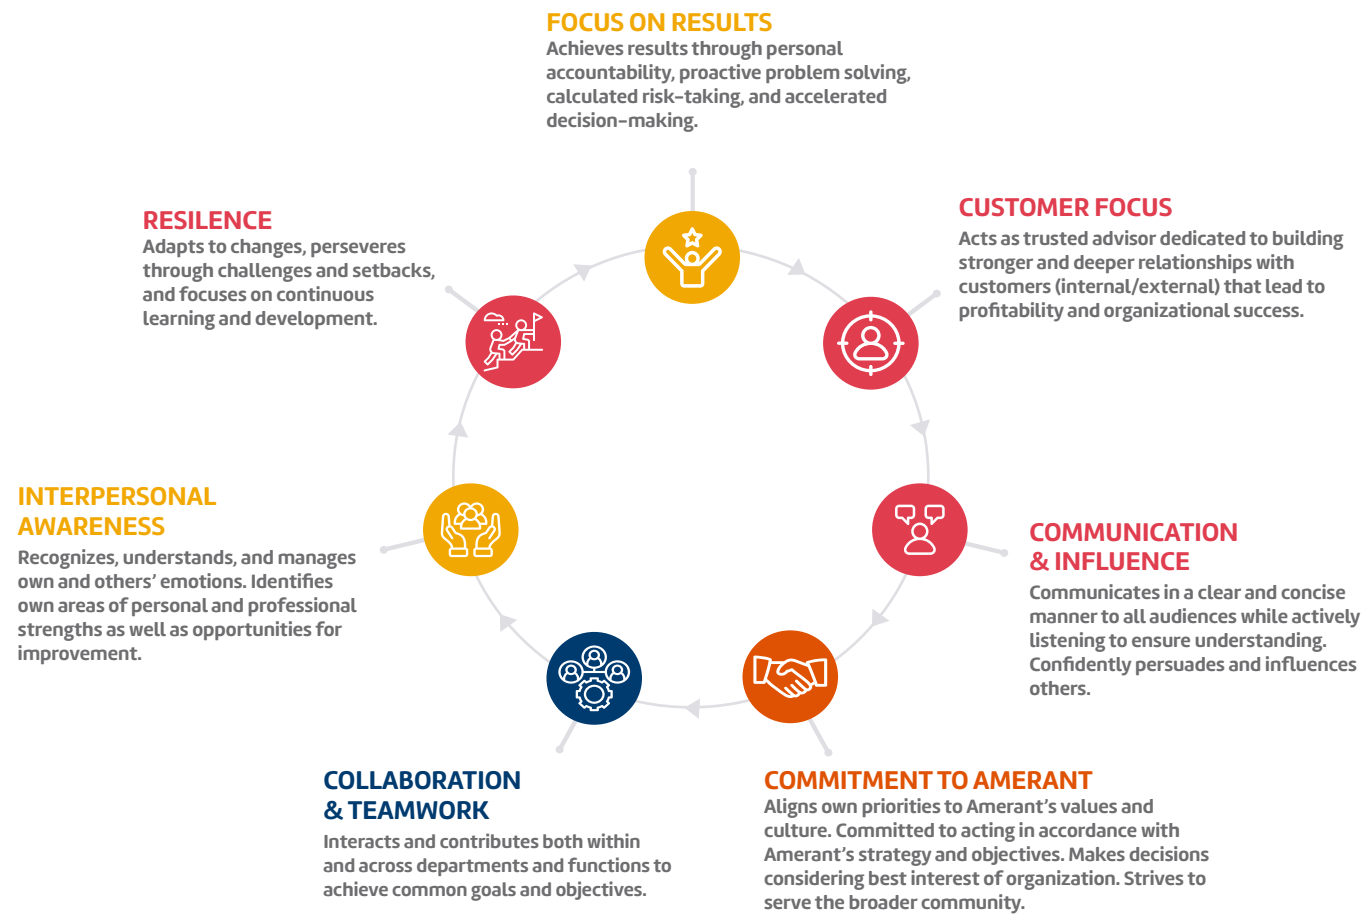 FOCUS ON RESULTS
Achieves results through personal
accountability, proactive problem solving,
calculated risk-taking, and accelerated
decision-making.
CUSTOMER FOCUS
Acts as trusted advisor dedicated to building
stronger and deeper relationships with
customers (internal/external) that lead to
profitability and organizational success.
COMMUNICATION
& INFLUENCE
Communicates in a clear and concise
manner to all audiences while actively
listening to ensure understanding.
Confidently persuades and influences
others.
COMMITMENT TO AMERANT
Aligns own priorities to Amerant's values and
culture. Committed to acting in accordance with
Amerant's strategy and objectives. Makes decisions
considering best interest of organization. Strives to
serve the broader community.
COLLABORATION
& TEAMWORK
Interacts and contributes both within
and across departments and functions to
achieve common goals and objectives.
INTERPERSONAL
AWARENESS
Recognizes, understands, and manages
own and others' emotions. Identifies
own areas of personal and professional
strengths as well as opportunities for
improvement.
RESILENCE
Adapts to changes, perseveres
through challenges and setbacks,
and focuses on continuous
learning and development.